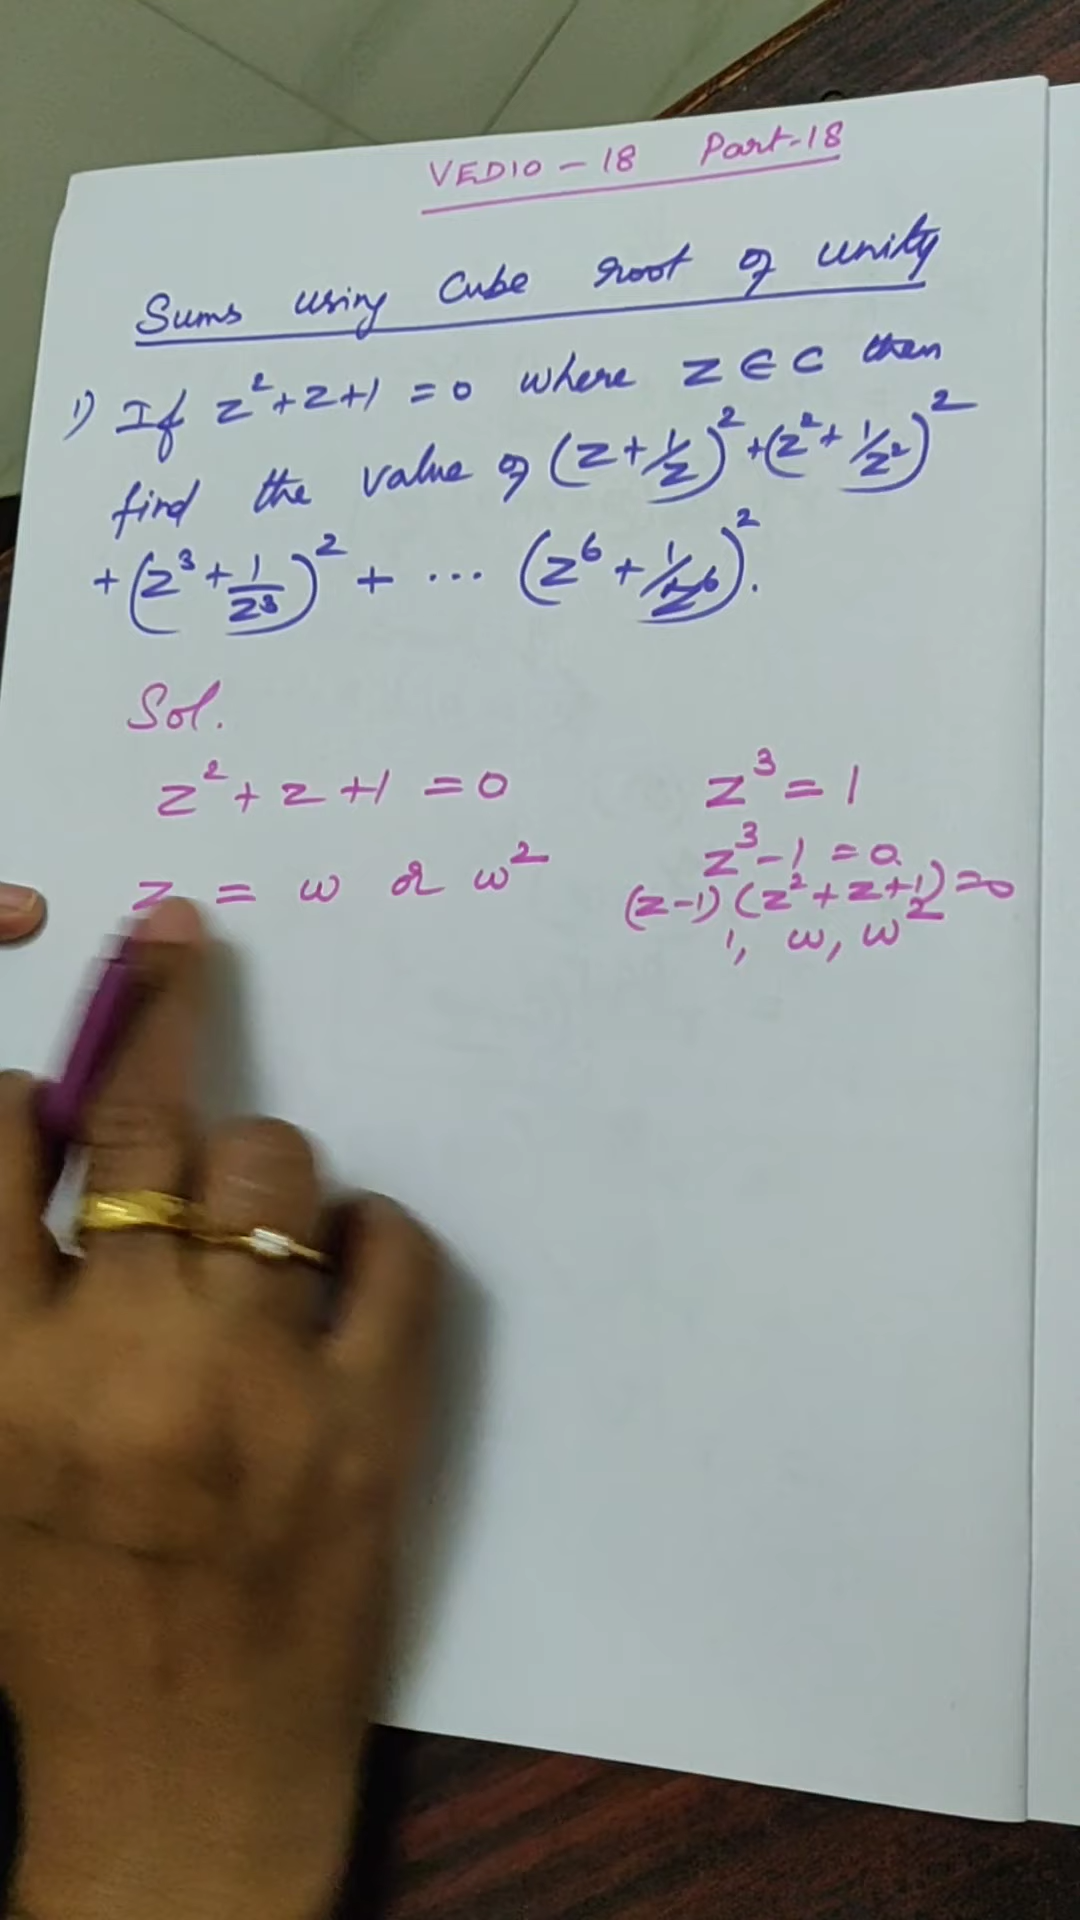 VEDIO - 18 Part-18
Sums using Cube root of unity
1) If z²+z+1 = 0 where z ∈ C then
find the value of (z+1/z)² + (z²+1/z²)²
+ (z³ + 1/z³)² + ... (z⁶ + 1/z⁶)².
Sol.
z² + z + 1 = 0
z = ω or ω²
z³ = 1
z³ - 1 = 0
(z-1) (z²+z+1) = 0
1, ω, ω²